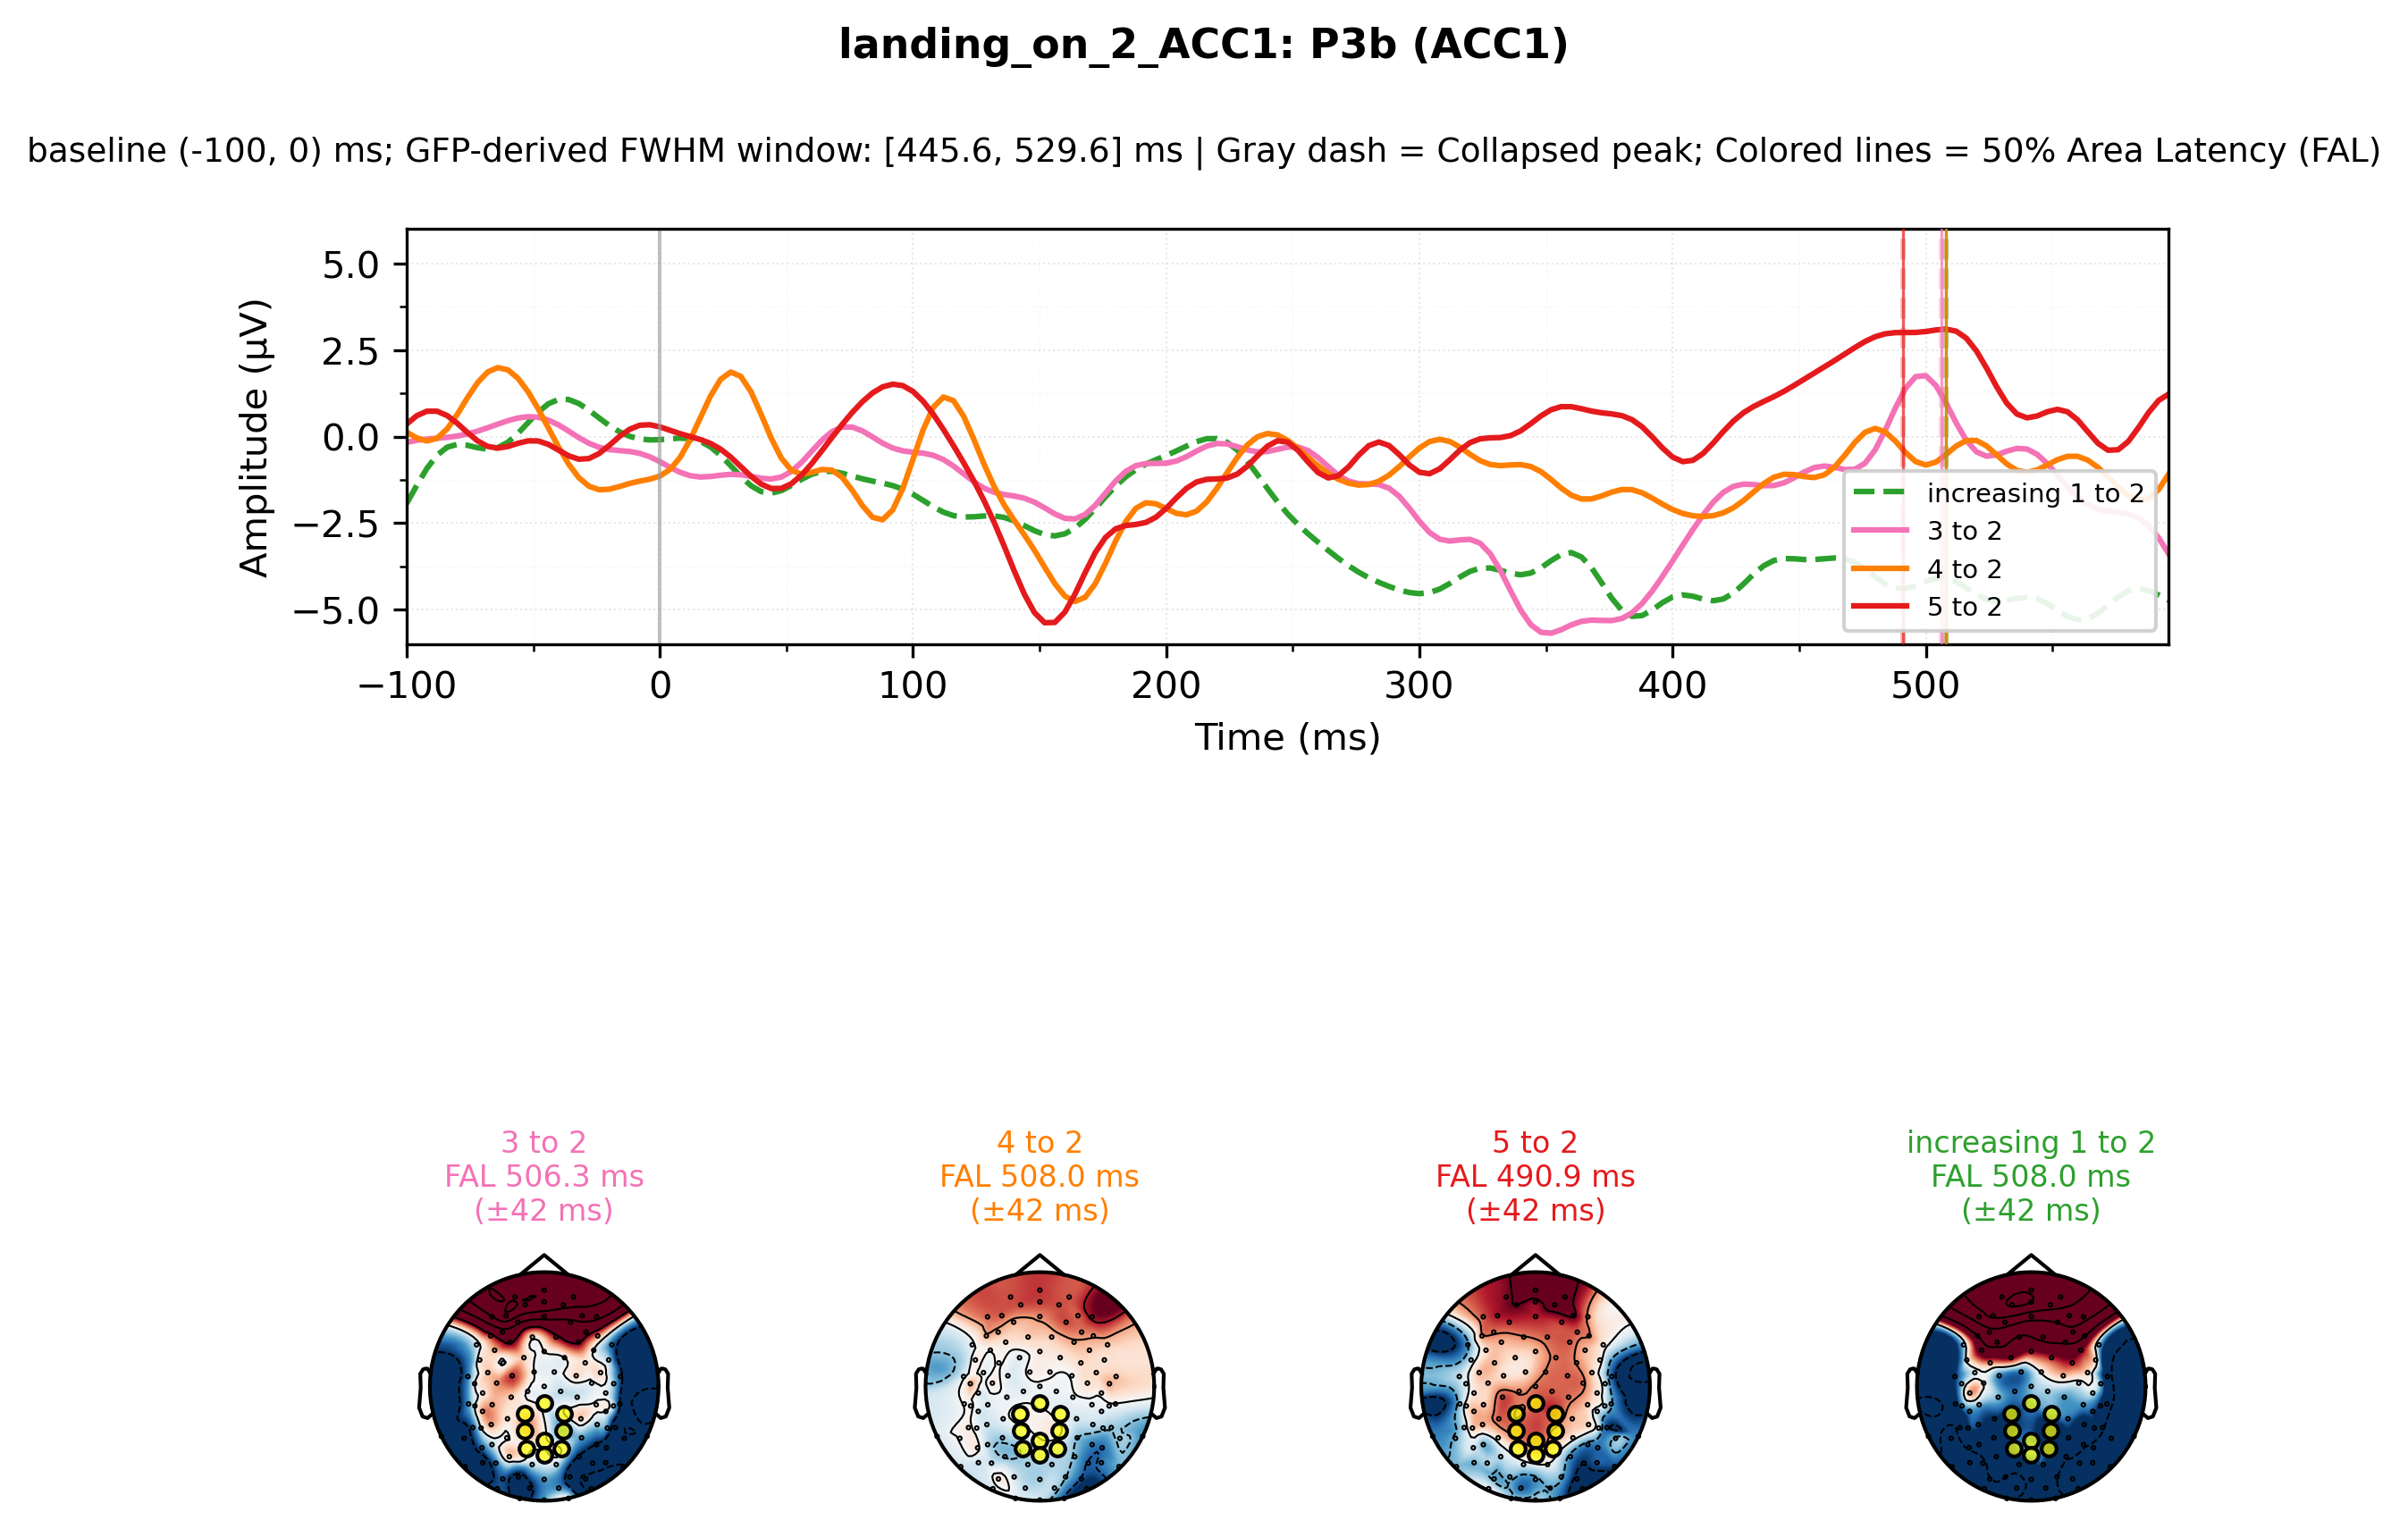 landing_on_2_ACC1: P3b (ACC1)
baseline (-100, 0) ms; GFP-derived FWHM window: [445.6, 529.6] ms | Gray dash = Collapsed peak; Colored lines = 50% Area Latency (FAL)
Amplitude (µV)
5.0
2.5
0.0
−2.5
−5.0
increasing 1 to 2
3 to 2
4 to 2
5 to 2
−100 0 100 200 300 400 500
Time (ms)
3 to 2
FAL 506.3 ms
(±42 ms)
4 to 2
FAL 508.0 ms
(±42 ms)
5 to 2
FAL 490.9 ms
(±42 ms)
increasing 1 to 2
FAL 508.0 ms
(±42 ms)